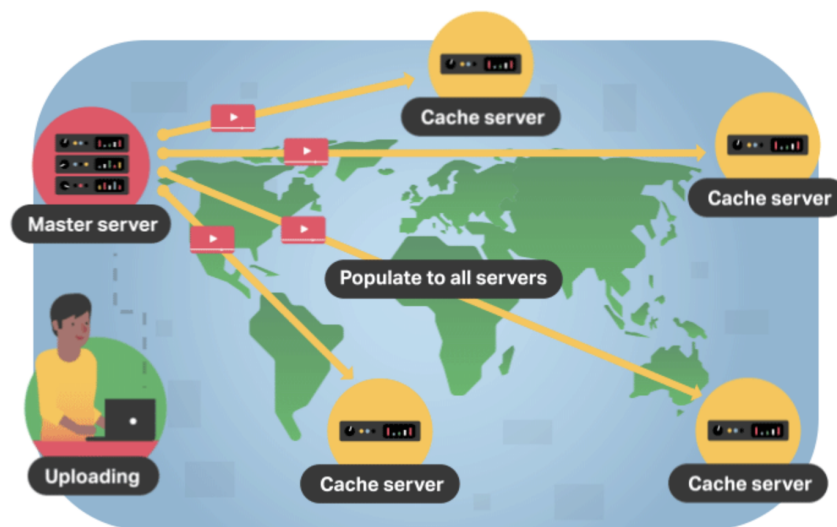 Cache server
Cache server
Master server
Populate to all servers
Uploading
Cache server
Cache server